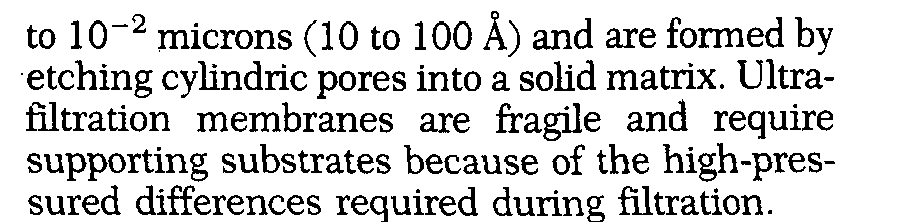 to 10⁻² microns (10 to 100 Å) and are formed by
etching cylindric pores into a solid matrix. Ultra-
filtration membranes are fragile and require
supporting substrates because of the high-pres-
sured differences required during filtration.